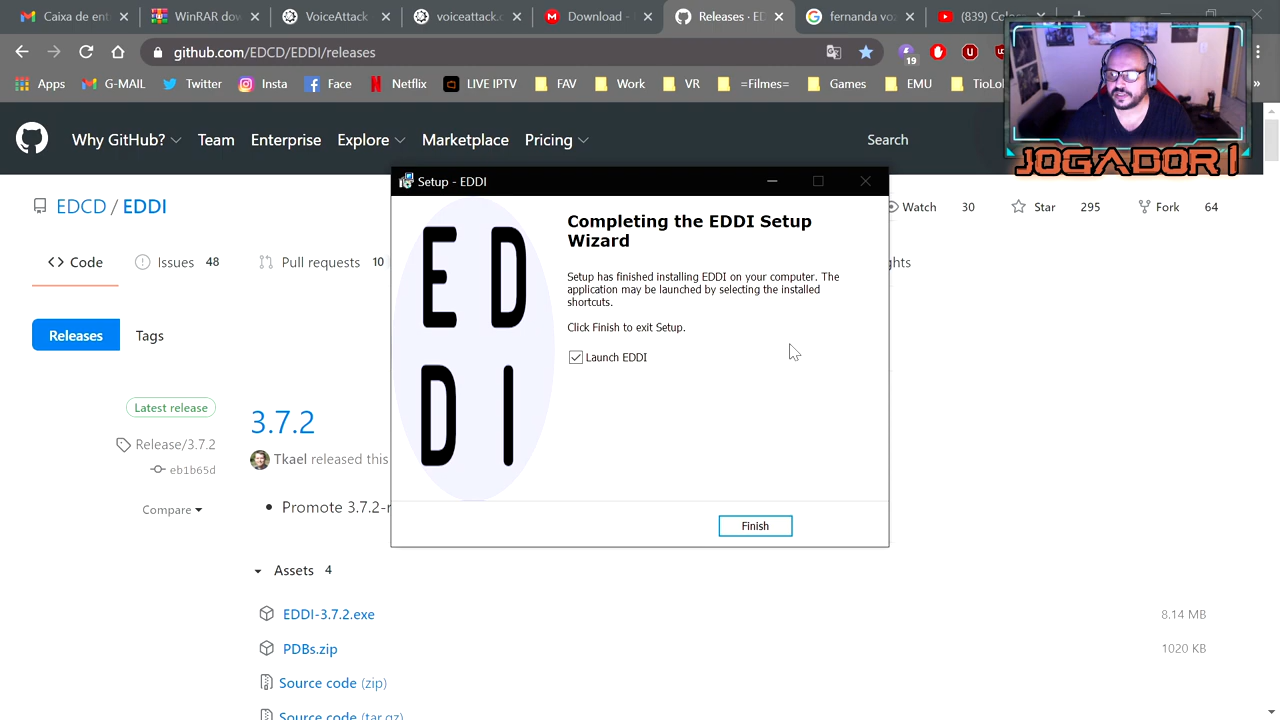 Caixa de ent
WinRAR dow
VoiceAttack
voiceattack.c
Download -
Releases · ED
fernanda voz
(839) Colon
github.com/EDCD/EDDI/releases
19
Apps
G-MAIL
Twitter
Insta
Face
Netflix
LIVE IPTV
FAV
Work
VR
=Filmes=
Games
EMU
TioLo
»
Why GitHub?
Team
Enterprise
Explore
Marketplace
Pricing
Search
JOGADOR 1
EDCD / EDDI
Watch 30
Star 295
Fork 64
Code
Issues 48
Pull requests 10
ghts
Releases
Tags
Setup - EDDI
E D
D I
Completing the EDDI Setup
Wizard
Setup has finished installing EDDI on your computer. The
application may be launched by selecting the installed
shortcuts.
Click Finish to exit Setup.
Launch EDDI
Finish
Latest release
Release/3.7.2
eb1b65d
Compare
3.7.2
Tkael released this
Promote 3.7.2-r
Assets 4
EDDI-3.7.2.exe 8.14 MB
PDBs.zip 1020 KB
Source code (zip)
Source code (tar.gz)